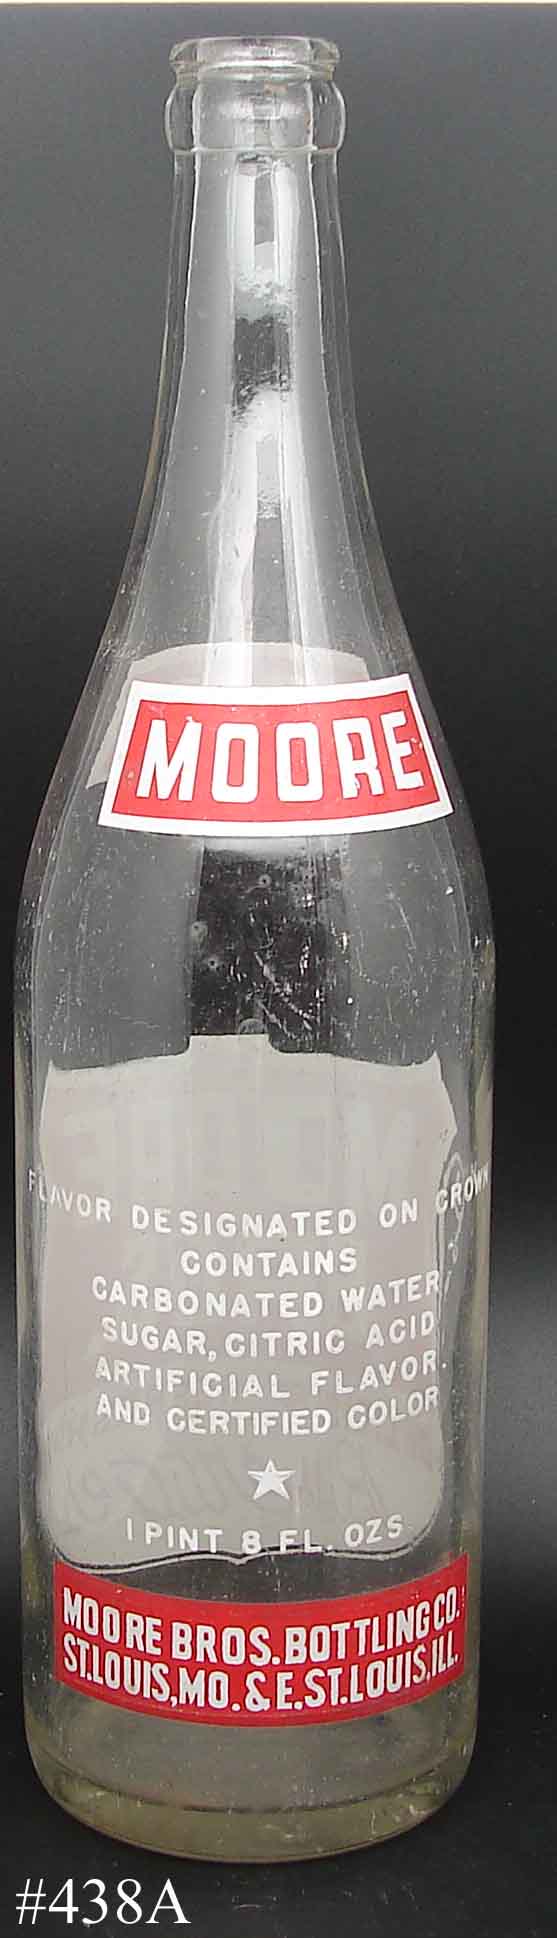 MOORE
FLAVOR DESIGNATED ON CROWN
CONTAINS
CARBONATED WATER
SUGAR, CITRIC ACID
ARTIFICIAL FLAVOR.
AND CERTIFIED COLOR
1 PINT 8 FL. OZS.
MOORE BROS. BOTTLING CO.
ST. LOUIS, MO. & E. ST. LOUIS, ILL.
#438A